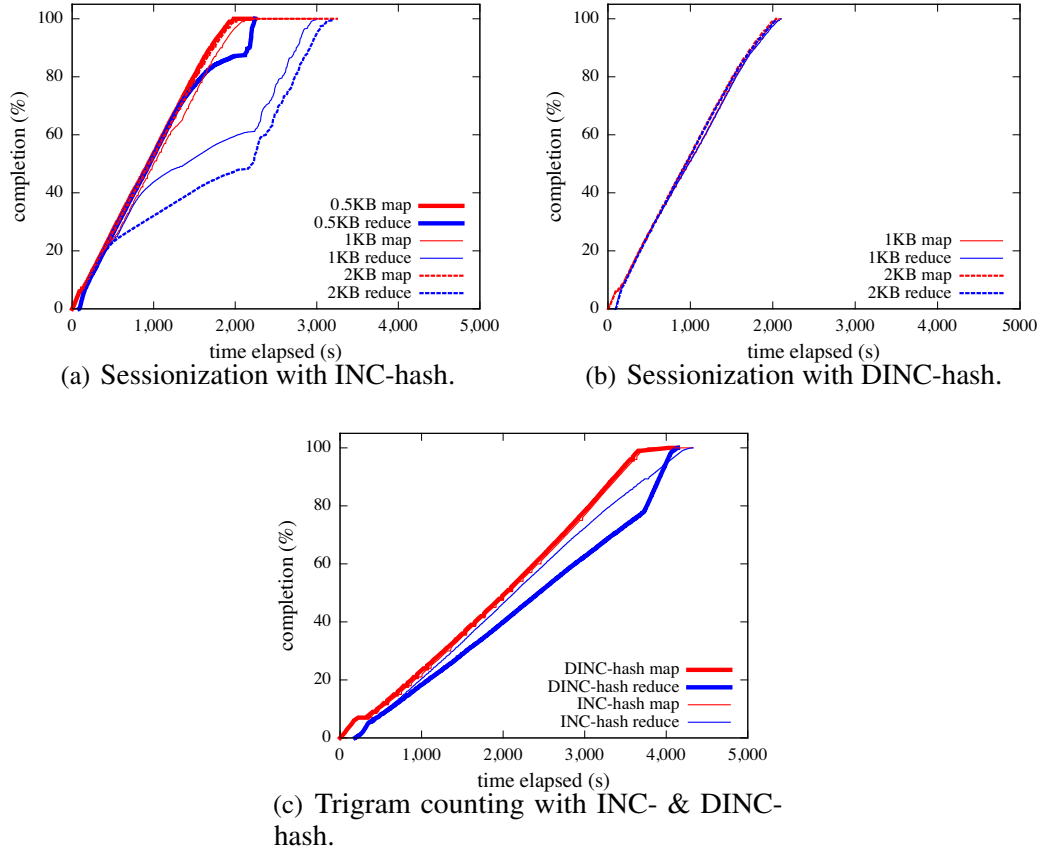 100
80
60
40
20
0
completion (%)
0.5KB map
0.5KB reduce
1KB map
1KB reduce
2KB map
2KB reduce
0 1,000 2,000 3,000 4,000 5,000
time elapsed (s)
(a) Sessionization with INC-hash.
100
80
60
40
20
0
completion (%)
1KB map
1KB reduce
2KB map
2KB reduce
0 1,000 2,000 3,000 4,000 5000
time elapsed (s)
(b) Sessionization with DINC-hash.
100
80
60
40
20
0
completion (%)
DINC-hash map
DINC-hash reduce
INC-hash map
INC-hash reduce
0 1,000 2,000 3,000 4,000 5,000
time elapsed (s)
(c) Trigram counting with INC- & DINC-
hash.